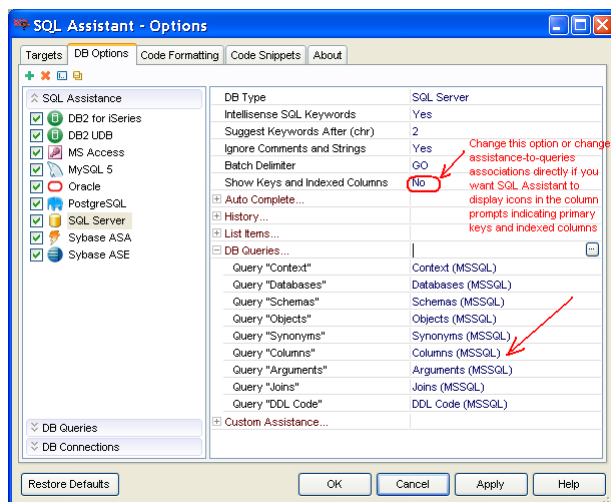 SQL Assistant - Options
Targets DB Options Code Formatting Code Snippets About
SQL Assistance
DB2 for iSeries
DB2 UDB
MS Access
MySQL 5
Oracle
PostgreSQL
SQL Server
Sybase ASA
Sybase ASE
DB Queries
DB Connections
DB Type SQL Server
Intellisense SQL Keywords Yes
Suggest Keywords After (chr) 2
Ignore Comments and Strings Yes
Batch Delimiter GO
Show Keys and Indexed Columns No
Auto Complete...
History...
List Items...
DB Queries...
Query "Context" Context (MSSQL)
Query "Databases" Databases (MSSQL)
Query "Schemas" Schemas (MSSQL)
Query "Objects" Objects (MSSQL)
Query "Synonyms" Synonyms (MSSQL)
Query "Columns" Columns (MSSQL)
Query "Arguments" Arguments (MSSQL)
Query "Joins" Joins (MSSQL)
Query "DDL Code" DDL Code (MSSQL)
Custom Assistance...
Change this option or change
assistance-to-queries
associations directly if you
want SQL Assistant to
display icons in the column
prompts indicating primary
keys and indexed columns
Restore Defaults OK Cancel Apply Help